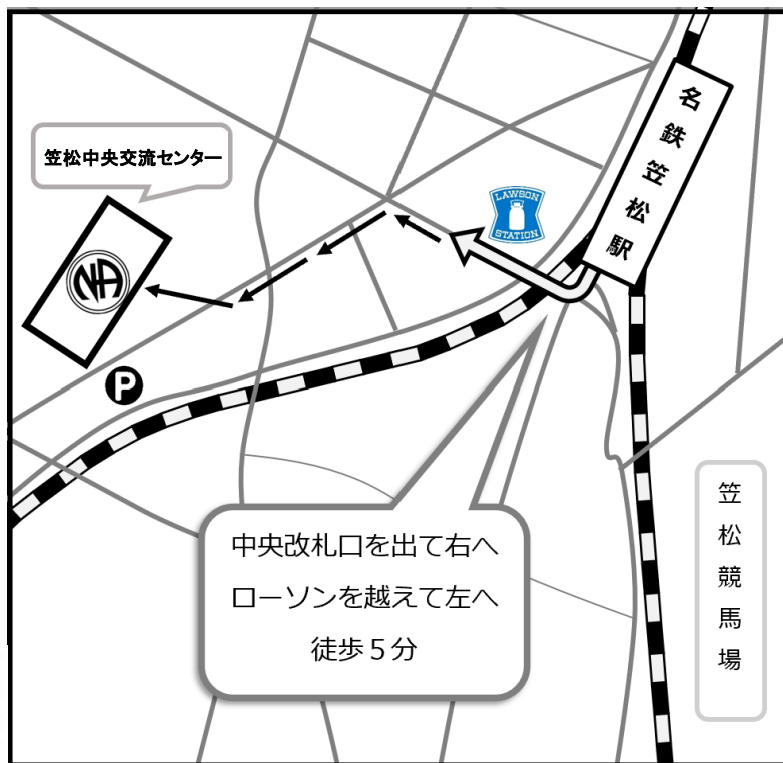 名鉄笠松駅
笠松中央交流センター
LAWSON
STATION
NA
P
中央改札口を出て右へ
ローソンを越えて左へ
徒歩５分
笠松競馬場